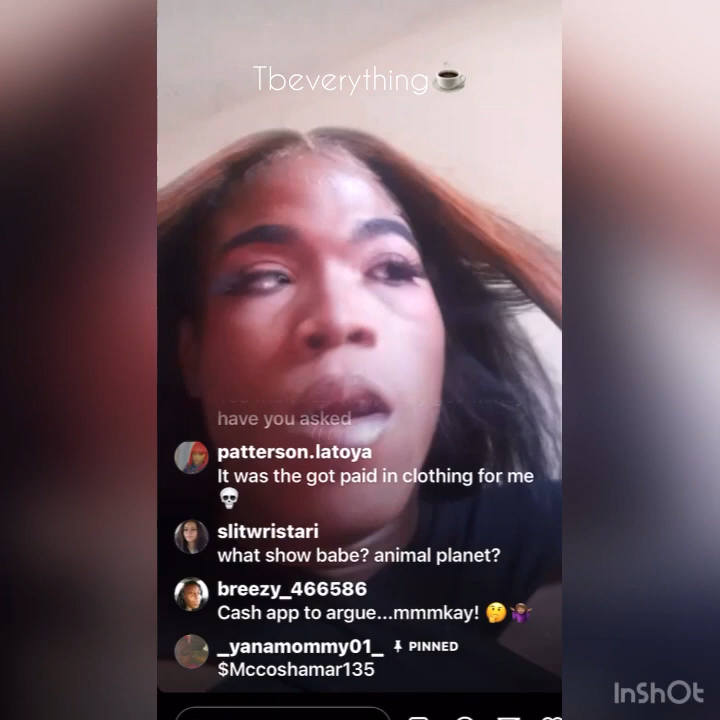 Tbeverything☕
have you asked
patterson.latoya
It was the got paid in clothing for me
💀
slitwristari
what show babe? animal planet?
breezy_466586
Cash app to argue...mmmkay! 🤔🤷🏾‍♀️
_yanamommy01_ 📌 PINNED
$Mccoshamar135
InShOt